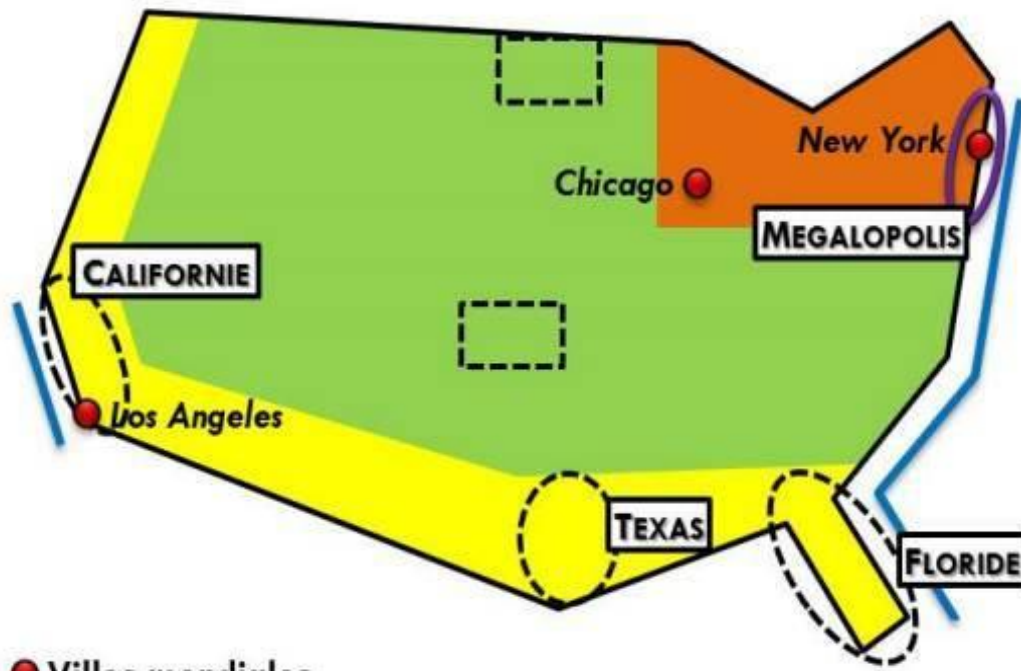 New York
Chicago
MEGALOPOLIS
CALIFORNIE
Los Angeles
TEXAS
FLORIDE
Villes mondiales